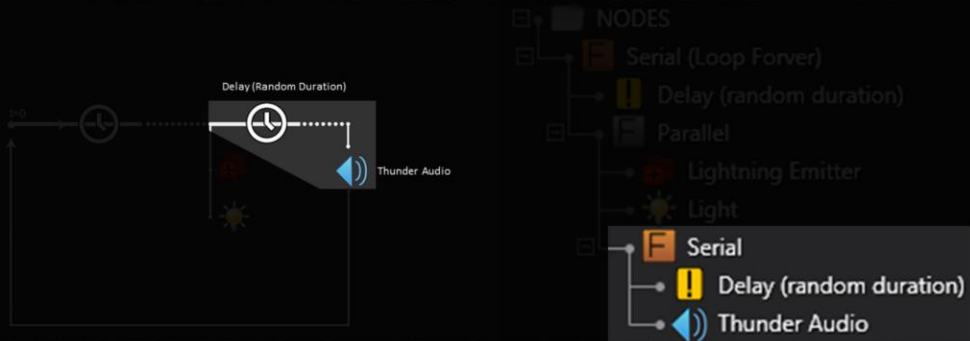 NODES
Serial (Loop Forver)
Delay (random duration)
Parallel
Lightning Emitter
Light
Serial
Delay (random duration)
Thunder Audio
Delay (Random Duration)
t=0
Thunder Audio